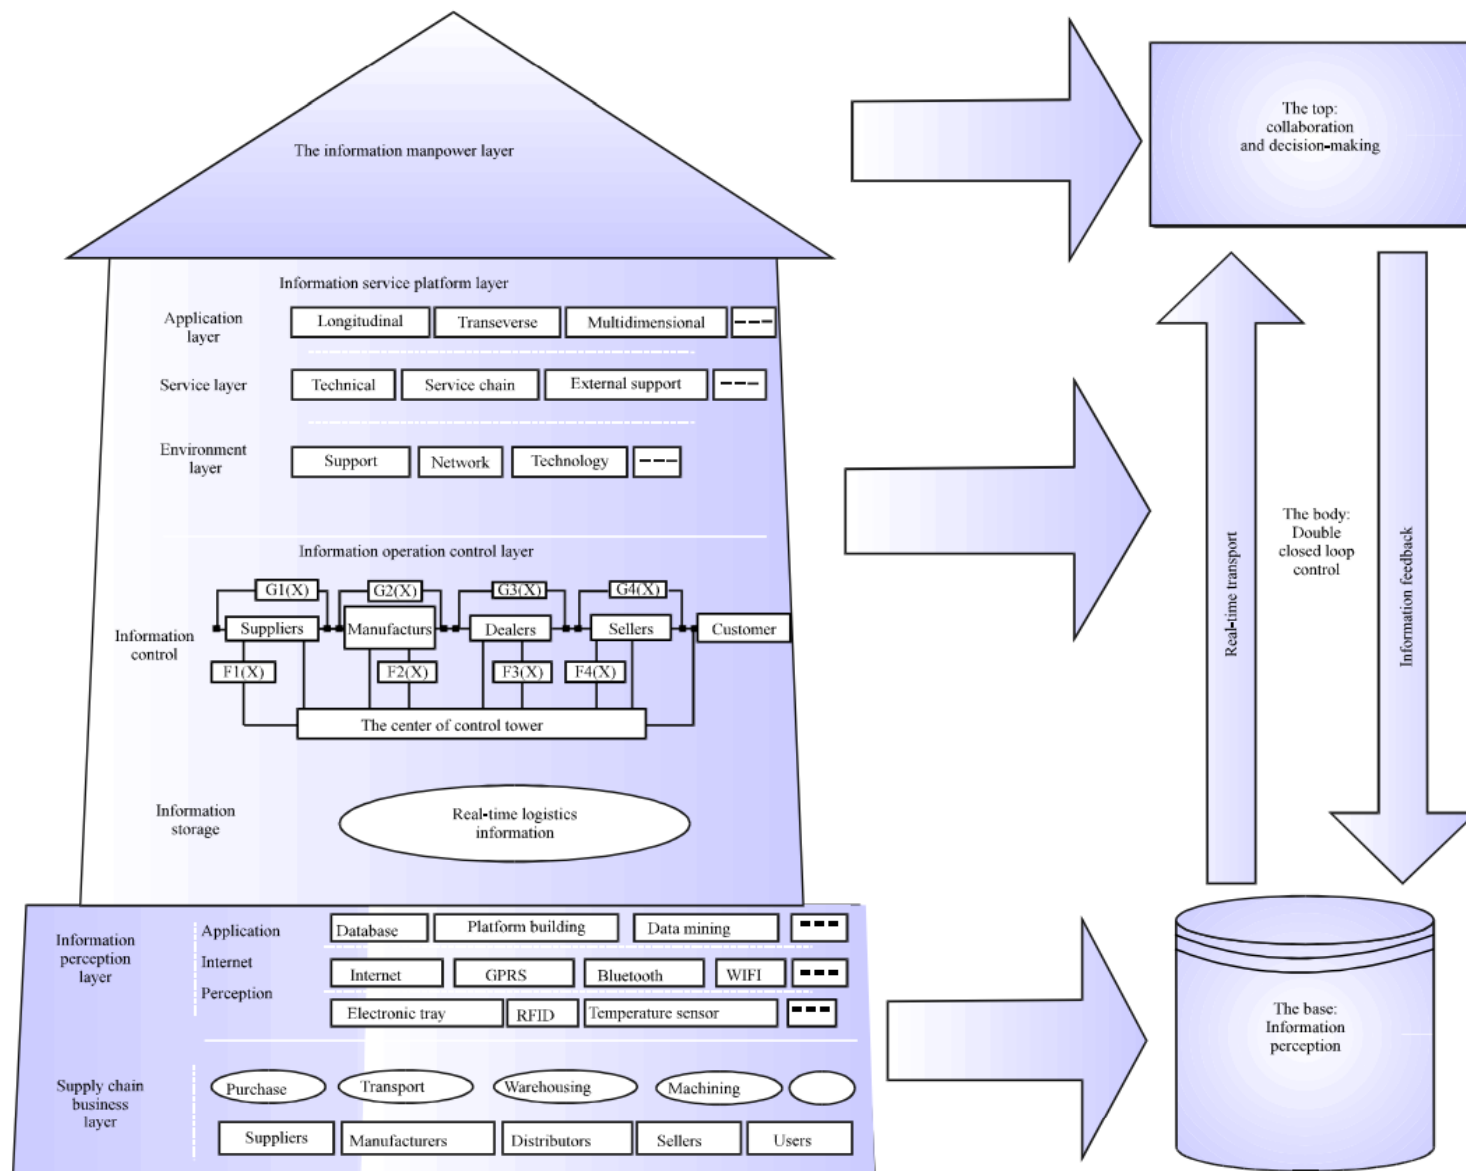 The information manpower layer
The top:
collaboration
and decision-making
Information service platform layer
Application
layer
Longitudinal
Transeverse
Multidimensional
Service layer
Technical
Service chain
External support
Environment
layer
Support
Network
Technology
Information operation control layer
G1(X)
G2(X)
G3(X)
G4(X)
Information
control
Suppliers
Manufacturs
Dealers
Sellers
Customer
F1(X)
F2(X)
F3(X)
F4(X)
The center of control tower
Information
storage
Real-time logistics
information
Real-time transport
The body:
Double
closed loop
control
Information feedback
Information
perception
layer
Application
Database
Platform building
Data mining
Internet
Internet
GPRS
Bluetooth
WIFI
Perception
Electronic tray
RFID
Temperature sensor
The base:
Information
perception
Supply chain
business
layer
Purchase
Transport
Warehousing
Machining
Suppliers
Manufacturers
Distributors
Sellers
Users